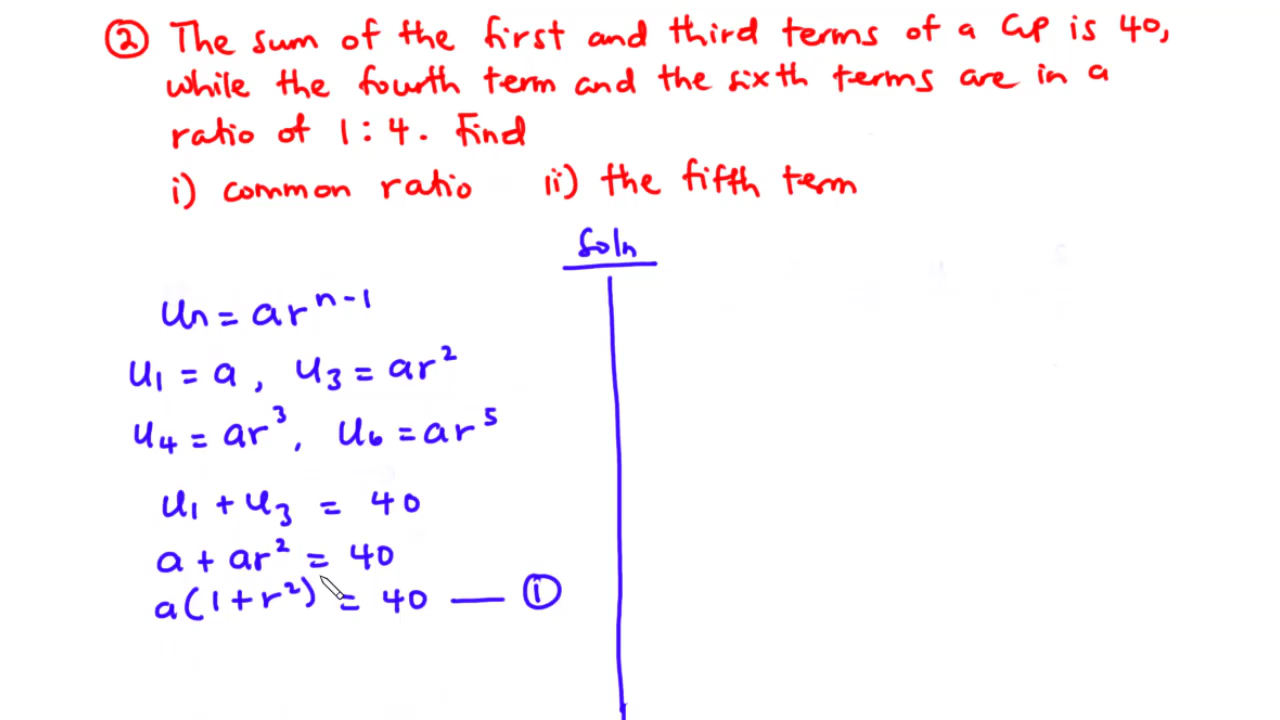 ② The sum of the first and third terms of a GP is 40,
while the fourth term and the sixth terms are in a
ratio of 1 : 4. Find
i) common ratio ii) the fifth term
Soln
Un = arⁿ⁻¹
U₁ = a , U₃ = ar²
U₄ = ar³, U₆ = ar⁵
U₁ + U₃ = 40
a + ar² = 40
a(1 + r²) = 40 — ①